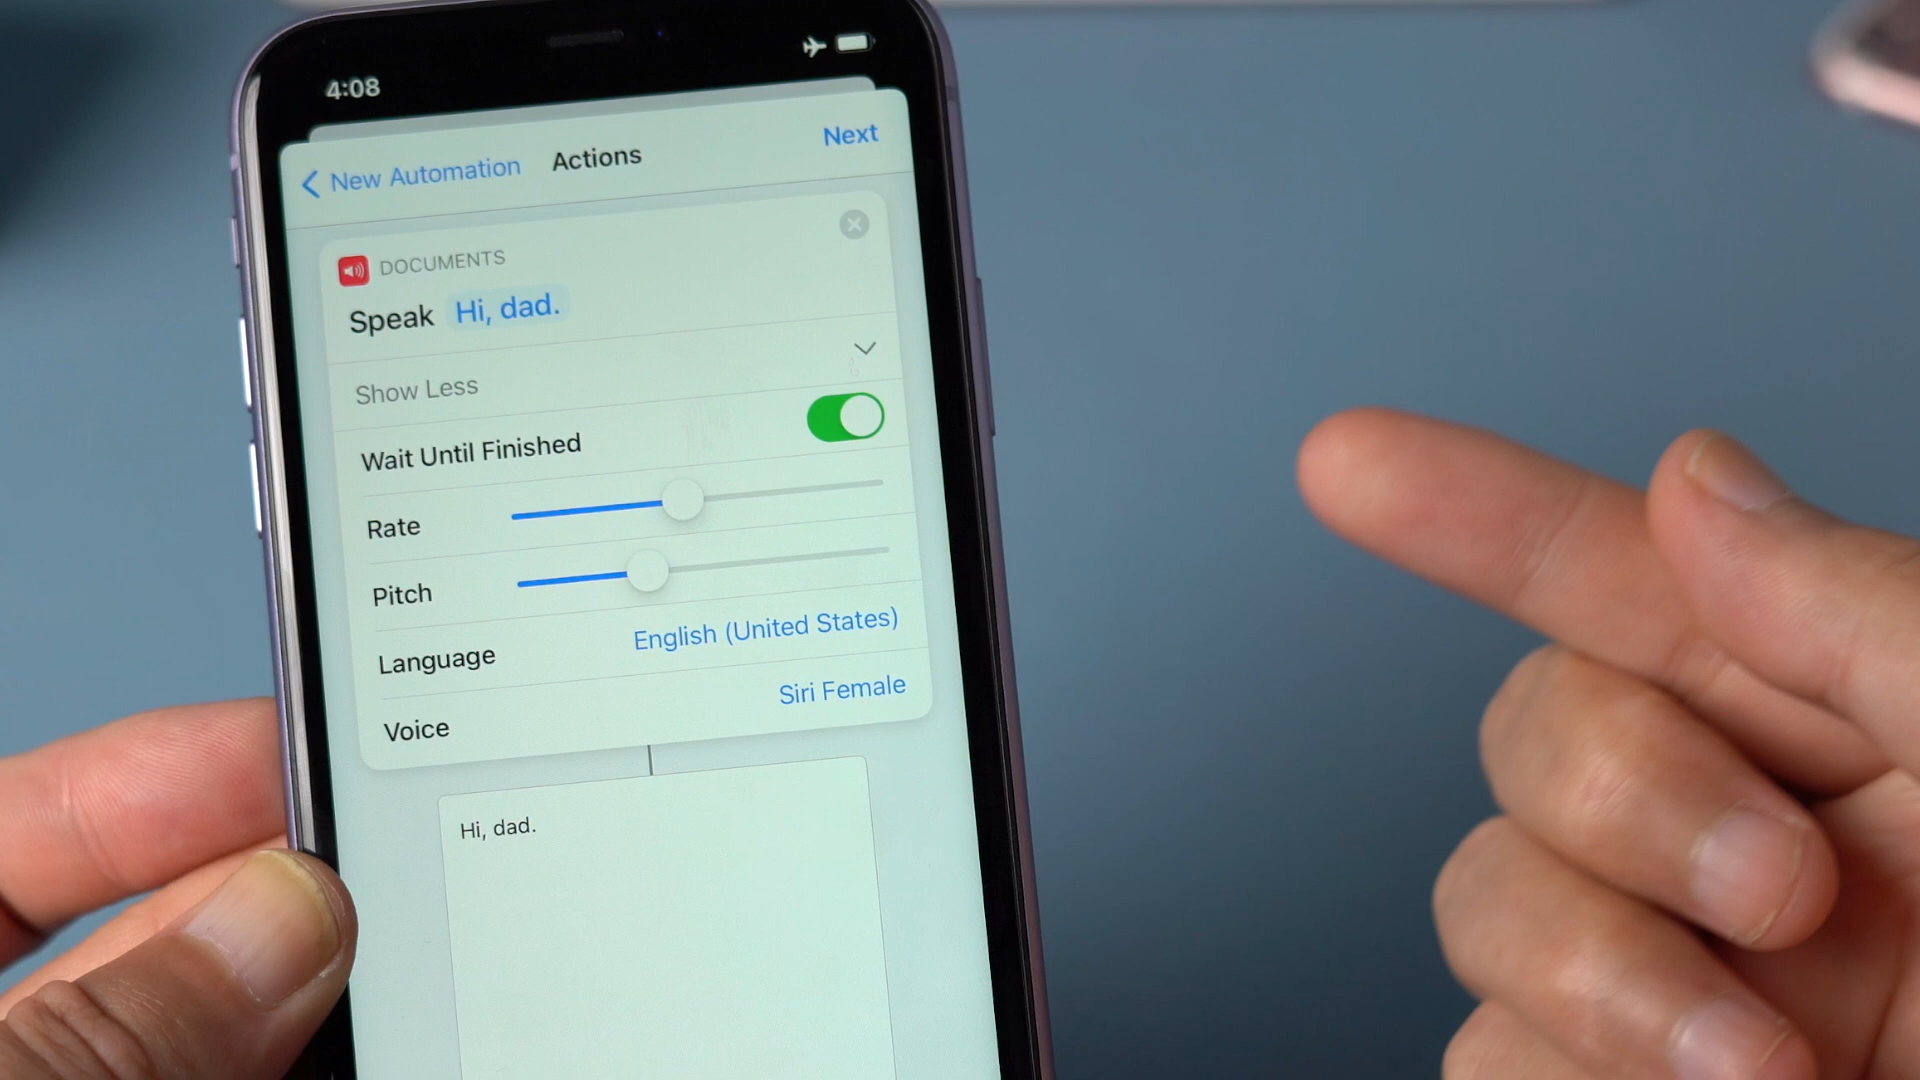 4:08
New Automation Actions Next
DOCUMENTS
Speak Hi, dad.
Show Less
Wait Until Finished
Rate
Pitch
Language English (United States)
Voice Siri Female
Hi, dad.